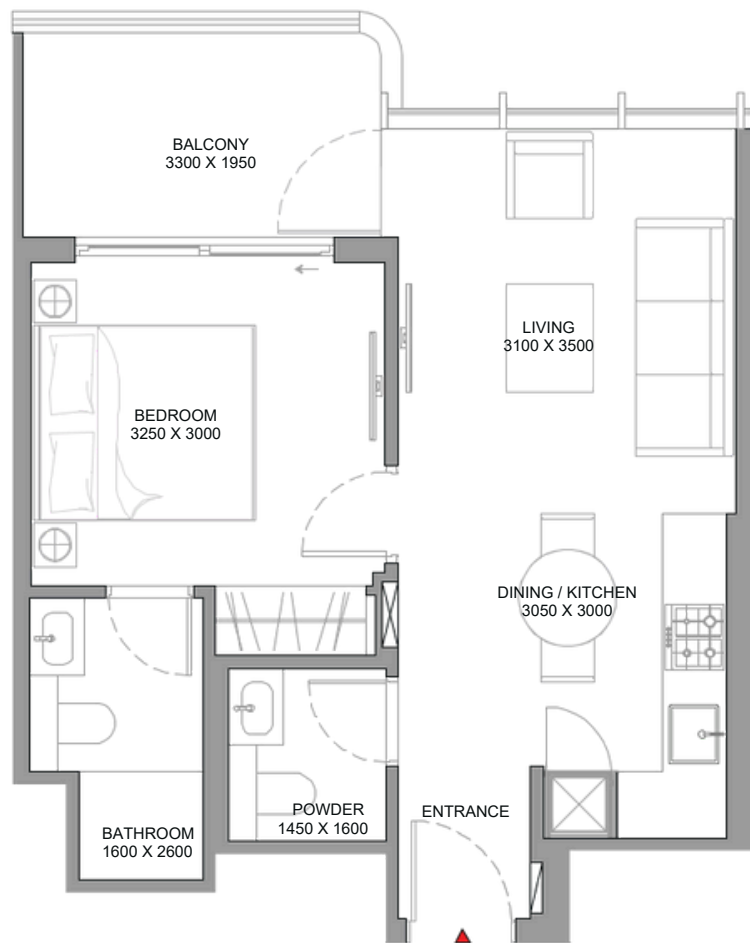 BALCONY
3300 X 1950
LIVING
3100 X 3500
BEDROOM
3250 X 3000
DINING / KITCHEN
3050 X 3000
POWDER
1450 X 1600
ENTRANCE
BATHROOM
1600 X 2600